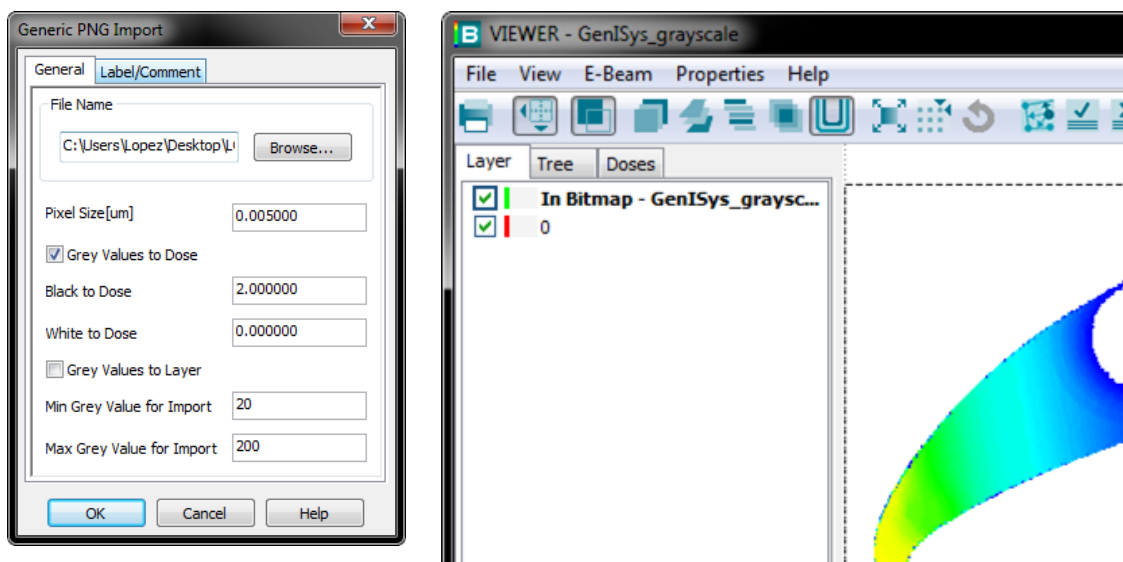 Generic PNG Import
General Label/Comment
File Name
C:\Users\Lopez\Desktop\L Browse...
Pixel Size[um] 0.005000
Grey Values to Dose
Black to Dose 2.000000
White to Dose 0.000000
Grey Values to Layer
Min Grey Value for Import 20
Max Grey Value for Import 200
OK Cancel Help
B VIEWER - GenISys_grayscale
File View E-Beam Properties Help
Layer Tree Doses
In Bitmap - GenISys_graysc...
0